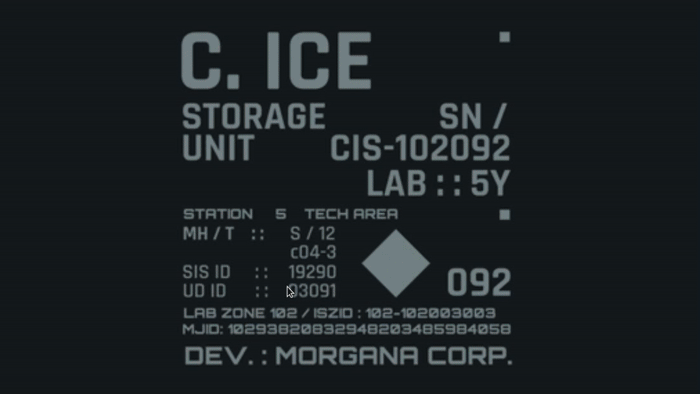 C. ICE
STORAGE SN /
UNIT CIS-102092
LAB :: 5Y
STATION 5 TECH AREA
MH / T :: S / 12
c04-3
SIS ID :: 19290
UD ID :: 03091
092
LAB ZONE 102 / ISZID : 102-102003003
MJID: 10293820832948203485984058
DEV. : MORGANA CORP.